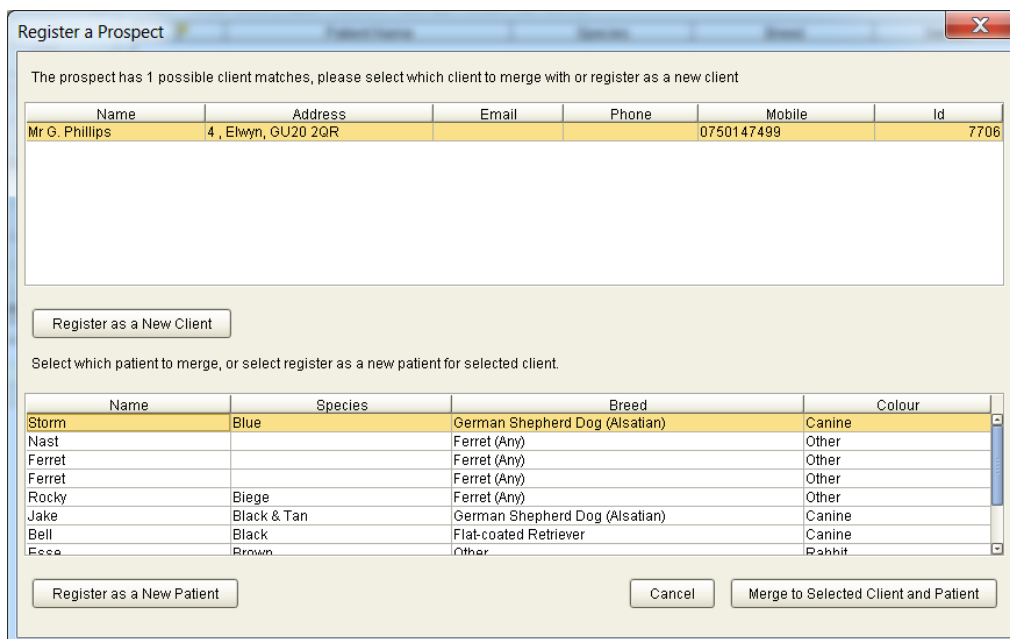 Register a Prospect
The prospect has 1 possible client matches, please select which client to merge with or register as a new client
Name Address Email Phone Mobile Id
Mr G. Phillips 4 , Elwyn, GU20 2QR 0750147499 7706
Register as a New Client
Select which patient to merge, or select register as a new patient for selected client.
Name Species Breed Colour
Storm Blue German Shepherd Dog (Alsatian) Canine
Nast Ferret (Any) Other
Ferret Ferret (Any) Other
Ferret Ferret (Any) Other
Rocky Biege Ferret (Any) Other
Jake Black & Tan German Shepherd Dog (Alsatian) Canine
Bell Black Flat-coated Retriever Canine
Esse Brown Other Rabbit
Register as a New Patient Cancel Merge to Selected Client and Patient